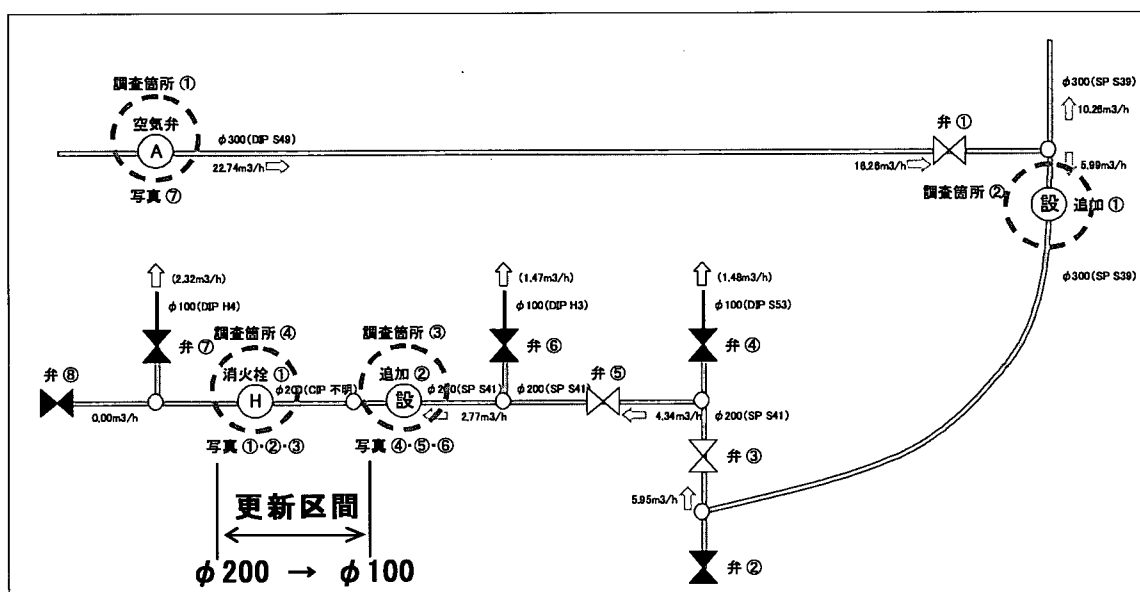 調査箇所 ①
空気弁
A
写真 ⑦
φ300(DIP S49)
22.74m3/h
弁 ①
16.26m3/h
φ300(SP S39)
10.26m3/h
5.99m3/h
調査箇所 ②
設
追加 ①
φ300(SP S39)
(2.32m3/h)
φ100(DIP H4)
弁 ⑦
弁 ⑧
0.00m3/h
調査箇所 ④
消火栓 ①
H
φ200(CIP 不明)
写真 ①・②・③
調査箇所 ③
追加 ②
設
写真 ④・⑤・⑥
φ200(SP S41)
2.77m3/h
(1.47m3/h)
φ100(DIP H3)
弁 ⑥
φ200(SP S41)
弁 ⑤
4.34m3/h
(1.48m3/h)
φ100(DIP S53)
弁 ④
φ200(SP S41)
弁 ③
5.95m3/h
弁 ②
更新区間
φ200 → φ100